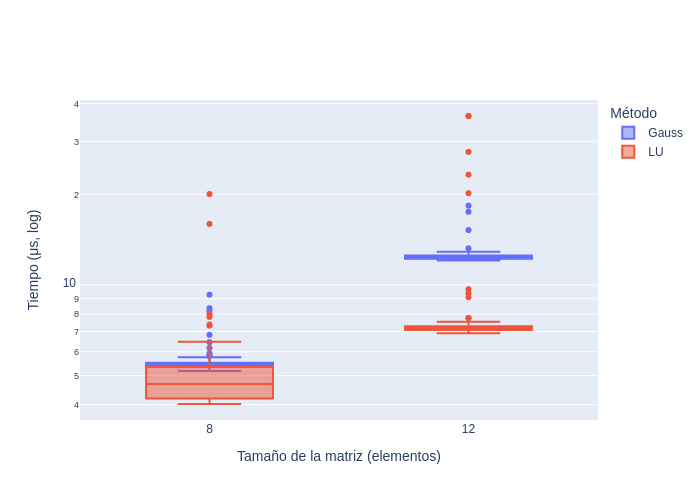 Método
Gauss
LU
Tiempo (μs, log)
4
3
2
10
9
8
7
6
5
4
8
12
Tamaño de la matriz (elementos)